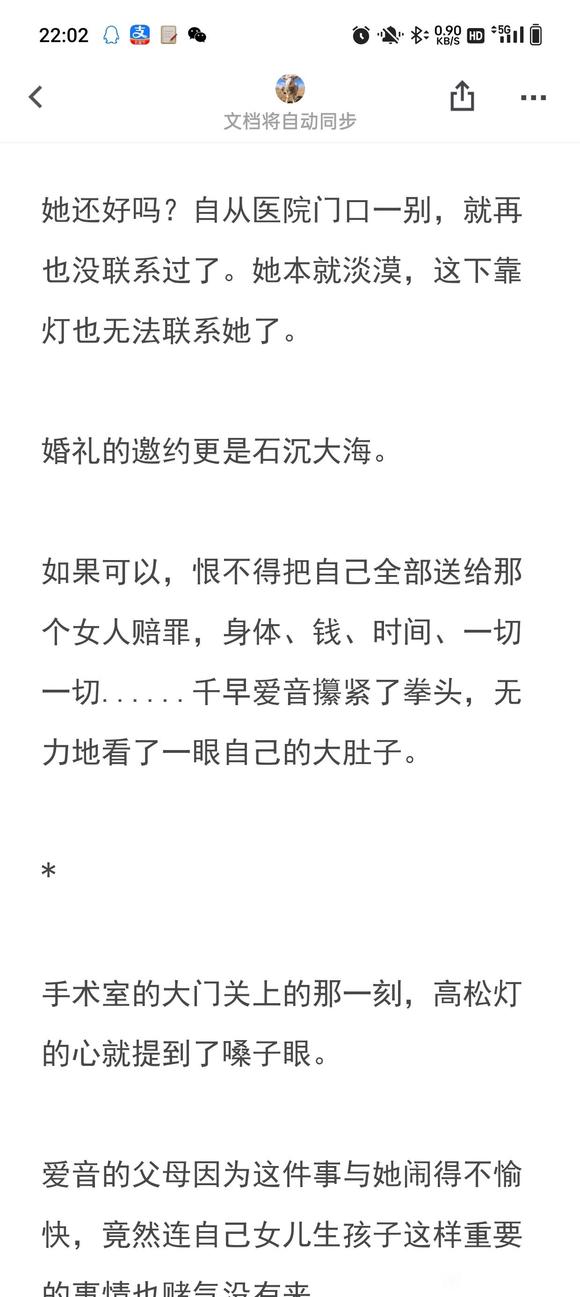 22:02
0.90
KB/S
HD
5G
文档将自动同步
她还好吗？自从医院门口一别，就再
也没联系过了。她本就淡漠，这下靠
灯也无法联系她了。
婚礼的邀约更是石沉大海。
如果可以，恨不得把自己全部送给那
个女人赔罪，身体、钱、时间、一切
一切......千早爱音攥紧了拳头，无
力地看了一眼自己的大肚子。
*
手术室的大门关上的那一刻，高松灯
的心就提到了嗓子眼。
爱音的父母因为这件事与她闹得不愉
快，竟然连自己女儿生孩子这样重要
的事情也赌气没有来